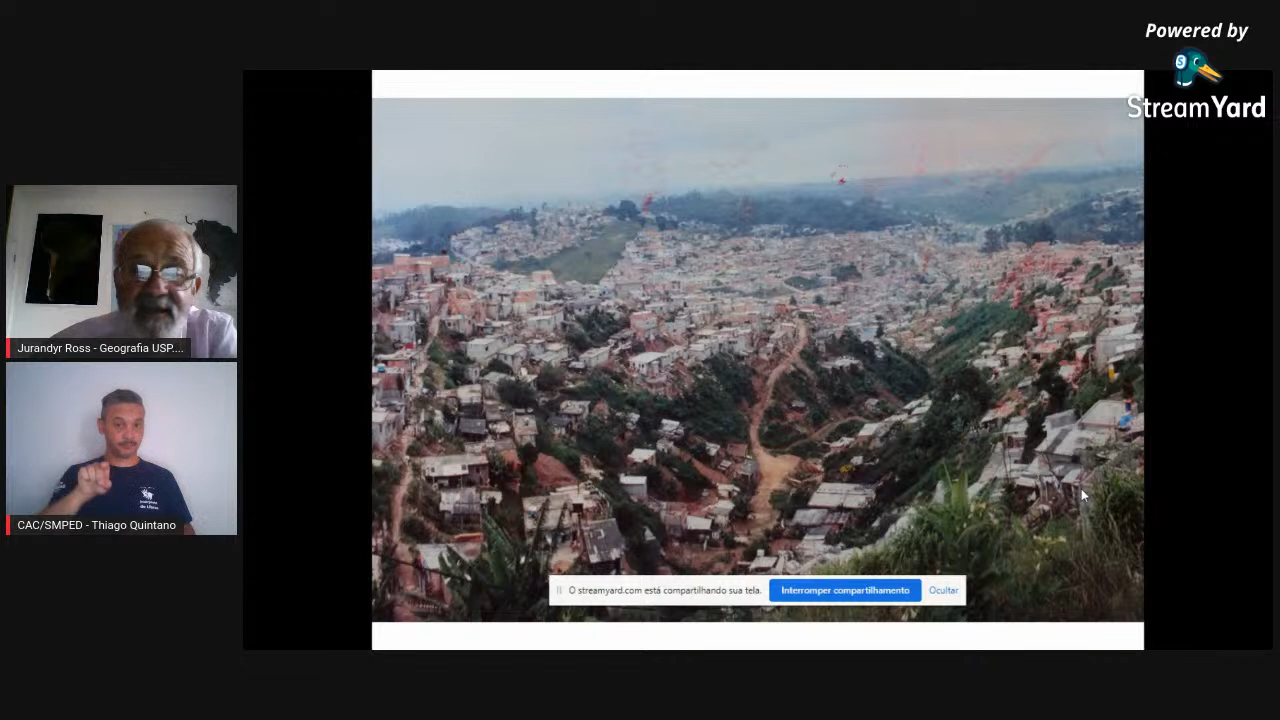 Powered by
StreamYard
Jurandyr Ross - Geografia USP....
CAC/SMPED - Thiago Quintano
O streamyard.com está compartilhando sua tela.
Interromper compartilhamento
Ocultar